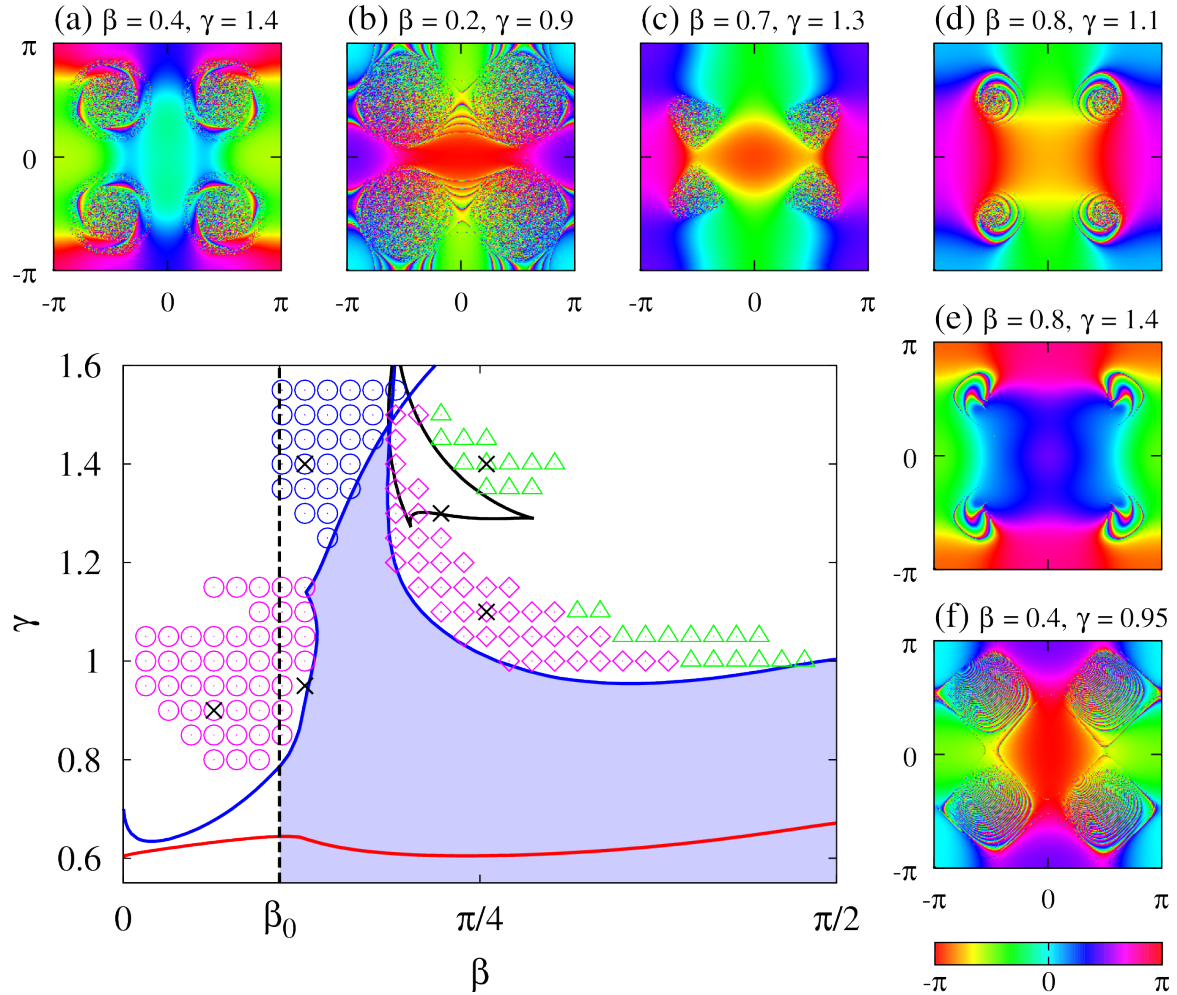 (a) β = 0.4, γ = 1.4
(b) β = 0.2, γ = 0.9
(c) β = 0.7, γ = 1.3
(d) β = 0.8, γ = 1.1
π
0
-π
-π 0 π
-π 0 π
-π 0 π
(e) β = 0.8, γ = 1.4
π
0
-π
(f) β = 0.4, γ = 0.95
π
0
-π
-π 0 π
-π 0 π
1.6
1.4
1.2
1
0.8
0.6
γ
0 β₀ π/4 π/2
β